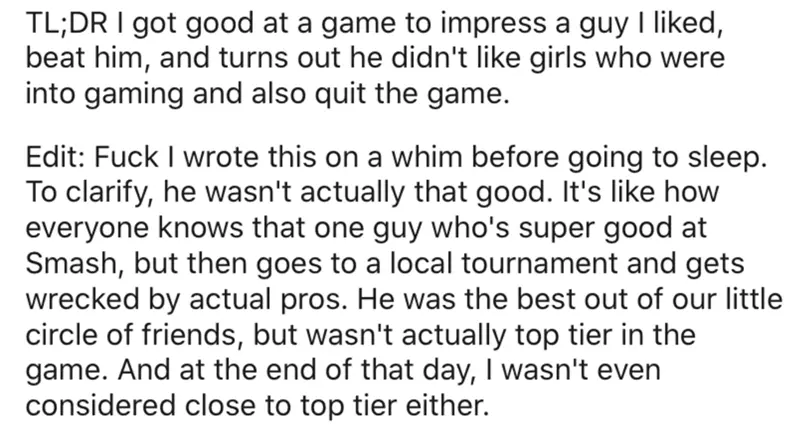 TL;DR I got good at a game to impress a guy I liked,
beat him, and turns out he didn't like girls who were
into gaming and also quit the game.
Edit: Fuck I wrote this on a whim before going to sleep.
To clarify, he wasn't actually that good. It's like how
everyone knows that one guy who's super good at
Smash, but then goes to a local tournament and gets
wrecked by actual pros. He was the best out of our little
circle of friends, but wasn't actually top tier in the
game. And at the end of that day, I wasn't even
considered close to top tier either.